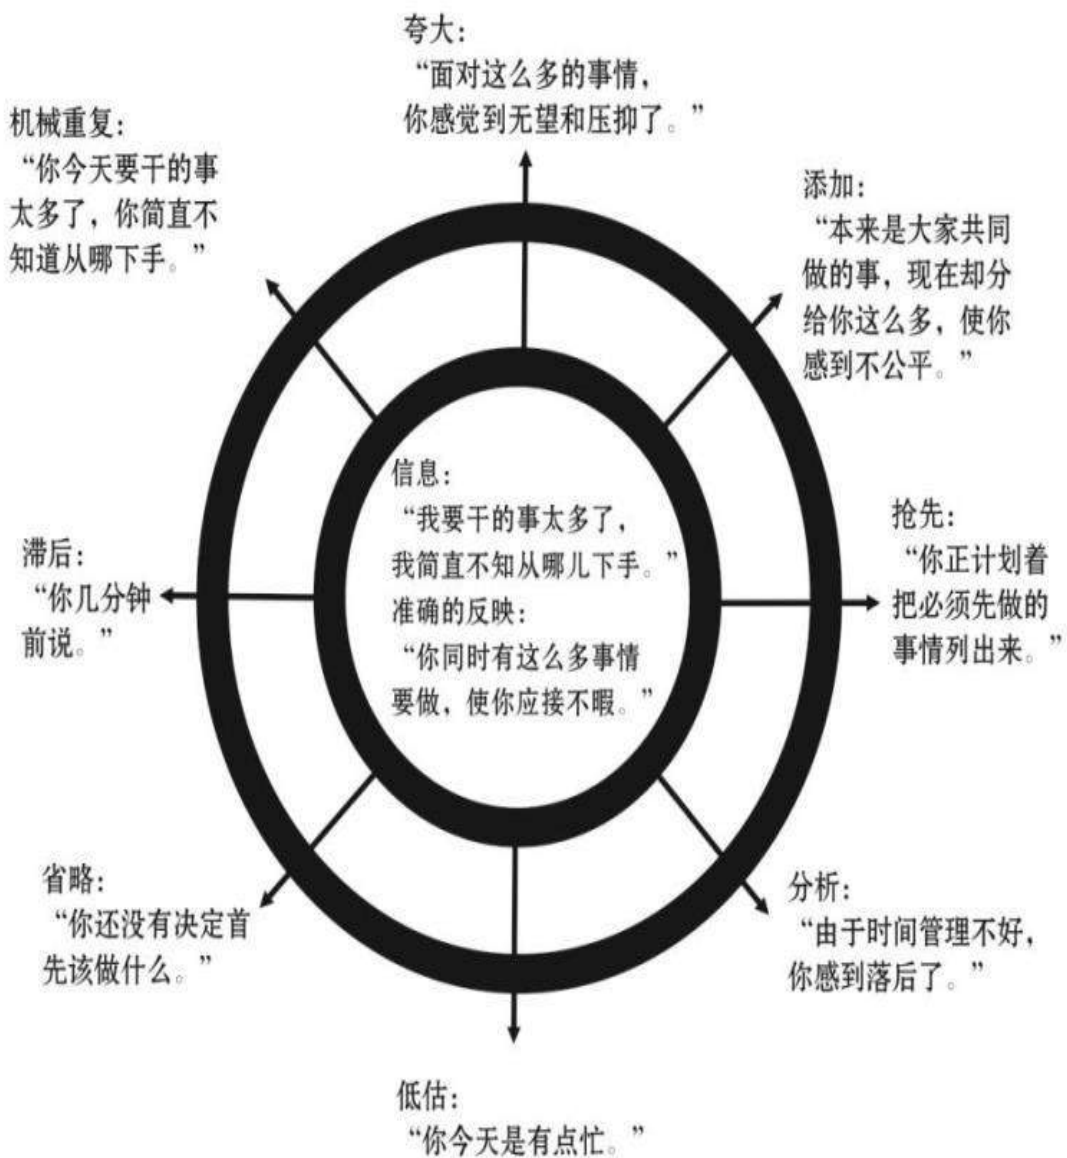 夸大：
“面对这么多的事情，
你感觉到无望和压抑了。”
机械重复：
“你今天要干的事
太多了，你简直不
知道从哪下手。”
添加：
“本来是大家共同
做的事，现在却分
给你这么多，使你
感到不公平。”
信息：
“我要干的事太多了，
我简直不知从哪儿下手。”
准确的反映：
“你同时有这么多事情
要做，使你应接不暇。”
抢先：
“你正计划着
把必须先做的
事情列出来。”
滞后：
“你几分钟
前说。”
省略：
“你还没有决定首
先该做什么。”
分析：
“由于时间管理不好，
你感到落后了。”
低估：
“你今天是有点忙。”